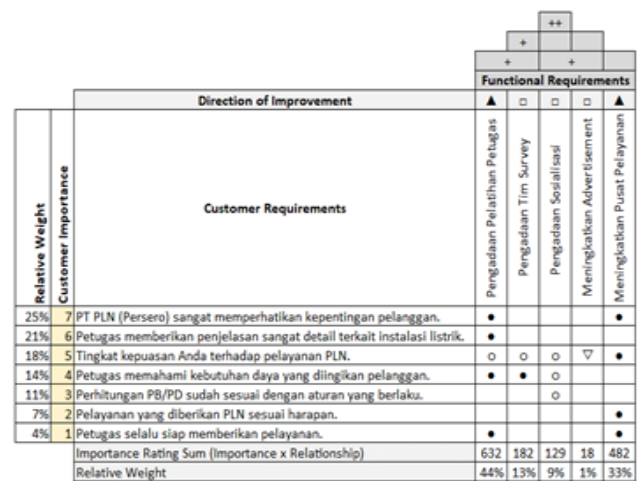 ++
+
+ +
Functional Requirements
Direction of Improvement ▲ □ □ □ ▲
Relative Weight
Customer Importance
Customer Requirements
Pengadaan Pelatihan Petugas
Pengadaan Tim Survey
Pengadaan Sosialisasi
Meningkatkan Advertisement
Meningkatkan Pusat Pelayanan
25% 7 PT PLN (Persero) sangat memperhatikan kepentingan pelanggan. ● ●
21% 6 Petugas memberikan penjelasan sangat detail terkait instalasi listrik. ●
18% 5 Tingkat kepuasan Anda terhadap pelayanan PLN. ○ ○ ○ ▽ ●
14% 4 Petugas memahami kebutuhan daya yang diingikan pelanggan. ● ● ○
11% 3 Perhitungan PB/PD sudah sesuai dengan aturan yang berlaku. ○
7% 2 Pelayanan yang diberikan PLN sesuai harapan. ●
4% 1 Petugas selalu siap memberikan pelayanan. ● ●
Importance Rating Sum (Importance x Relationship) 632 182 129 18 482
Relative Weight 44% 13% 9% 1% 33%